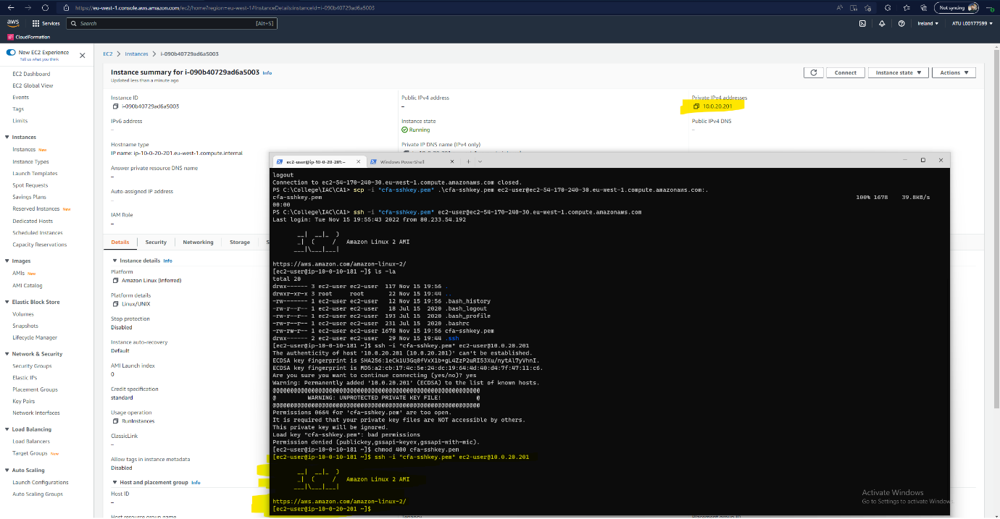 https://eu-west-1.console.aws.amazon.com/ec2/home?region=eu-west-1#InstanceDetails:instanceId=i-090b40729ad6a5003
Not syncing
aws
Services
Search
[Alt+S]
Ireland ▼
ATU L00177599 ▼
CloudFormation
New EC2 Experience
Tell us what you think
EC2 Dashboard
EC2 Global View
Events
Tags
Limits
▼ Instances
Instances New
Instance Types
Launch Templates
Spot Requests
Savings Plans
Reserved Instances New
Dedicated Hosts
Scheduled Instances
Capacity Reservations
▼ Images
AMIs New
AMI Catalog
▼ Elastic Block Store
Volumes
Snapshots
Lifecycle Manager
▼ Network & Security
Security Groups
Elastic IPs
Placement Groups
Key Pairs
Network Interfaces
▼ Load Balancing
Load Balancers
Target Groups New
▼ Auto Scaling
Launch Configurations
Auto Scaling Groups
EC2 > Instances > i-090b40729ad6a5003
Instance summary for i-090b40729ad6a5003 Info
Updated less than a minute ago
Connect
Instance state ▼
Actions ▼
Instance ID
i-090b40729ad6a5003
IPv6 address
–
Hostname type
IP name: ip-10-0-20-201.eu-west-1.compute.internal
Answer private resource DNS name
–
Auto-assigned IP address
–
IAM Role
–
Public IPv4 address
–
Instance state
Running
Private IP DNS name (IPv4 only)
Private IPv4 addresses
10.0.20.201
Public IPv4 DNS
–
Details
Security
Networking
Storage
▼ Instance details Info
Platform
Amazon Linux (Inferred)
Platform details
Linux/UNIX
Stop protection
Disabled
Instance auto-recovery
Default
AMI Launch index
0
Credit specification
standard
Usage operation
RunInstances
ClassicLink
–
Allow tags in instance metadata
Disabled
▼ Host and placement group Info
Host ID
–
Host resource group name
Tenancy
Placement group ID
ec2-user@ip-10-0-20-201:~
Windows PowerShell
logout
Connection to ec2-54-170-240-30.eu-west-1.compute.amazonaws.com closed.
PS C:\College\IAC\CA1> scp -i "cfa-sshkey.pem" .\cfa-sshkey.pem ec2-user@ec2-54-170-240-30.eu-west-1.compute.amazonaws.com:.
cfa-sshkey.pem 100% 1678 39.8KB/s
00:00
PS C:\College\IAC\CA1> ssh -i "cfa-sshkey.pem" ec2-user@ec2-54-170-240-30.eu-west-1.compute.amazonaws.com
Last login: Tue Nov 15 19:55:43 2022 from 80.233.54.192
__|  __|_  )
_|  (     /   Amazon Linux 2 AMI
___|\___|___|
https://aws.amazon.com/amazon-linux-2/
[ec2-user@ip-10-0-10-181 ~]$ ls -la
total 20
drwx------ 3 ec2-user ec2-user  117 Nov 15 19:56 .
drwxr-xr-x 3 root     root       22 Nov 15 19:44 ..
-rw------- 1 ec2-user ec2-user   12 Nov 15 19:56 .bash_history
-rw-r--r-- 1 ec2-user ec2-user   18 Jul 15  2020 .bash_logout
-rw-r--r-- 1 ec2-user ec2-user  193 Jul 15  2020 .bash_profile
-rw-r--r-- 1 ec2-user ec2-user  231 Jul 15  2020 .bashrc
-rw-rw-r-- 1 ec2-user ec2-user 1678 Nov 15 19:56 cfa-sshkey.pem
drwx------ 2 ec2-user ec2-user   29 Nov 15 19:44 .ssh
[ec2-user@ip-10-0-10-181 ~]$ ssh -i "cfa-sshkey.pem" ec2-user@10.0.20.201
The authenticity of host '10.0.20.201 (10.0.20.201)' can't be established.
ECDSA key fingerprint is SHA256:1eCk1U3Gq8fVxX1b+gL4ZzP2uRI53Xu/nytAl7yVhnI.
ECDSA key fingerprint is MD5:a2:cb:17:4c:5e:24:dc:19:64:4d:40:d4:7f:47:11:c6.
Are you sure you want to continue connecting (yes/no)? yes
Warning: Permanently added '10.0.20.201' (ECDSA) to the list of known hosts.
@@@@@@@@@@@@@@@@@@@@@@@@@@@@@@@@@@@@@@@@@@@@@@@@@@@@@@@@@@@
@         WARNING: UNPROTECTED PRIVATE KEY FILE!          @
@@@@@@@@@@@@@@@@@@@@@@@@@@@@@@@@@@@@@@@@@@@@@@@@@@@@@@@@@@@
Permissions 0664 for 'cfa-sshkey.pem' are too open.
It is required that your private key files are NOT accessible by others.
This private key will be ignored.
Load key "cfa-sshkey.pem": bad permissions
Permission denied (publickey,gssapi-keyex,gssapi-with-mic).
[ec2-user@ip-10-0-10-181 ~]$ chmod 400 cfa-sshkey.pem
[ec2-user@ip-10-0-10-181 ~]$ ssh -i "cfa-sshkey.pem" ec2-user@10.0.20.201
__|  __|_  )
_|  (     /   Amazon Linux 2 AMI
___|\___|___|
https://aws.amazon.com/amazon-linux-2/
[ec2-user@ip-10-0-20-201 ~]$
Activate Windows
Go to Settings to activate Windows.